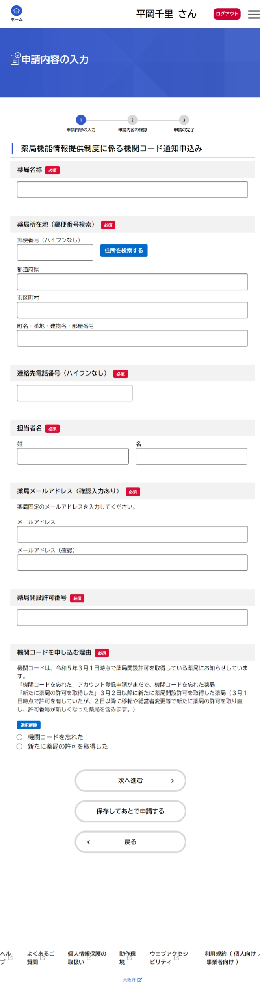 ホーム
平岡千里 さん
ログアウト
申請内容の入力
1
2
3
申請内容の入力
申請内容の確認
申請の完了
薬局機能情報提供制度に係る機関コード通知申込み
薬局名称 必須
薬局所在地（郵便番号検索） 必須
郵便番号（ハイフンなし）
住所を検索する
都道府県
市区町村
町名・番地・建物名・部屋番号
連絡先電話番号（ハイフンなし） 必須
担当者名 必須
姓
名
薬局メールアドレス（確認入力あり） 必須
薬局固定のメールアドレスを入力してください。
メールアドレス
メールアドレス（確認）
薬局開設許可番号 必須
機関コードを申し込む理由 必須
機関コードは、令和５年３月１日時点で薬局開設許可を取得している薬局にお知らせしていま
す。
「機関コードを忘れた」アカウント登録申請がまだで、機関コードを忘れた薬局
「新たに薬局の許可を取得した」３月２日以降に新たに薬局開設許可を取得した薬局（３月１
日時点で許可を有していたが、２日以降に移転や経営者変更等で新たに薬局の許可を取り直
し、許可番号が新しくなった薬局を含みます。）
選択解除
機関コードを忘れた
新たに薬局の許可を取得した
次へ進む
保存してあとで申請する
戻る
ヘル
プ
よくあるご
質問
個人情報保護の
取扱い
動作環
境
ウェブアクセシ
ビリティ
利用規約（ 個人向け ／
事業者向け ）
大阪府